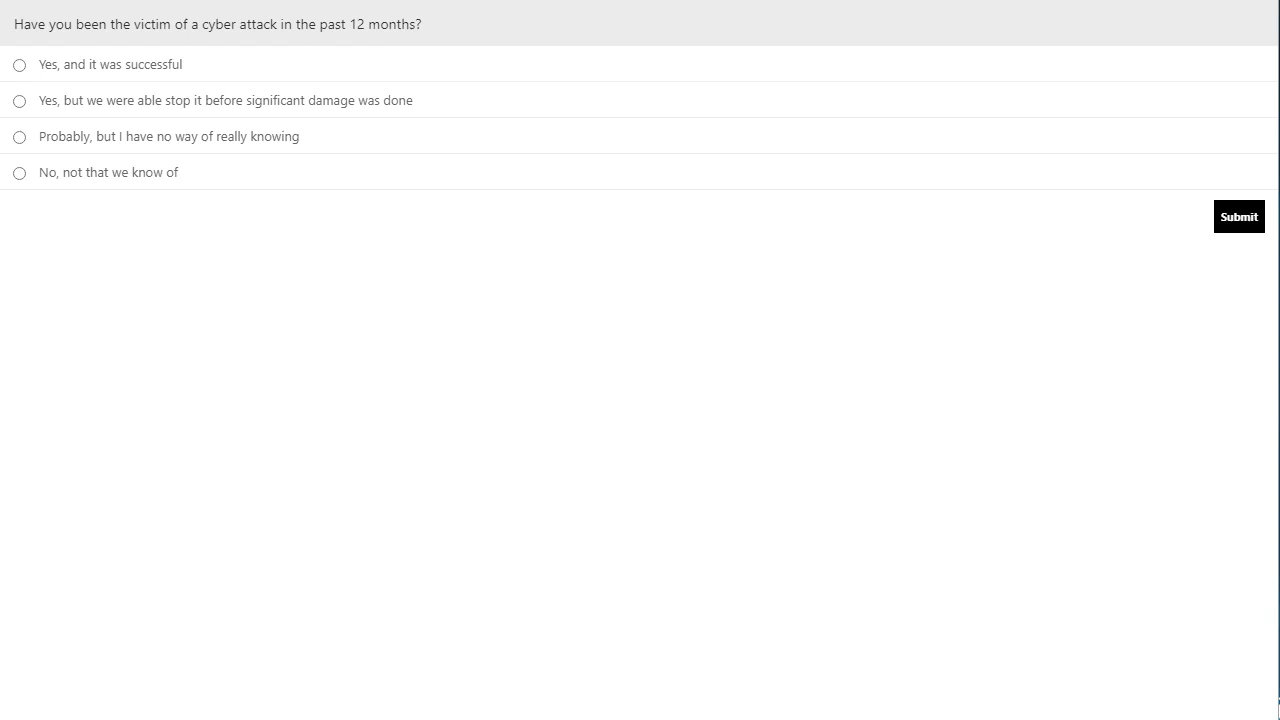 Have you been the victim of a cyber attack in the past 12 months?
Yes, and it was successful
Yes, but we were able stop it before significant damage was done
Probably, but I have no way of really knowing
No, not that we know of
Submit